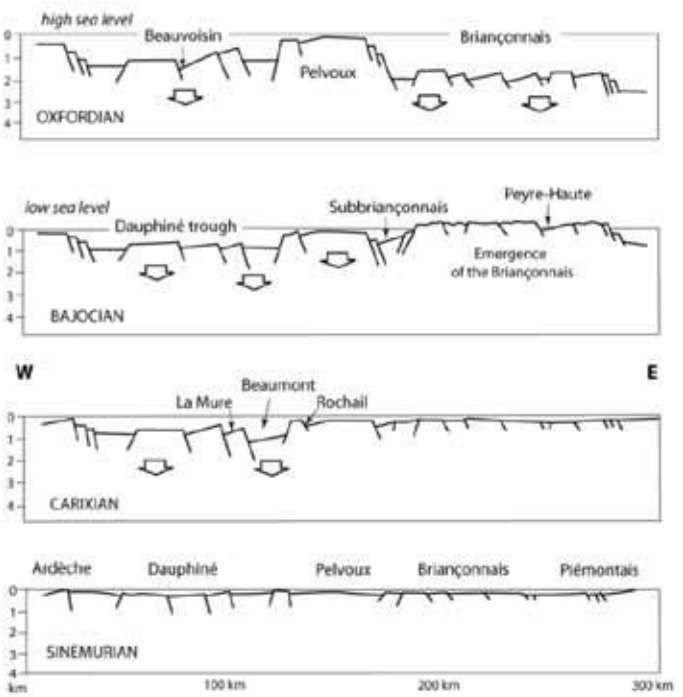 high sea level
Beauvoisin
Briançonnais
0
Pelvoux
1
2
3
4
OXFORDIAN
low sea level
Dauphiné trough
Subbriançonnais
Peyre-Haute
0
1
Emergence
of the Briançonnais
3
4
BAJOCIAN
W
E
Beaumont
La Mure
Rochail
0
1
2
3
4
CARIXIAN
Ardèche
Dauphiné
Pelvoux
Briançonnais
Piémontais
0
1
2
3
SINEMURIAN
4
km
100 km
200 km
300 km